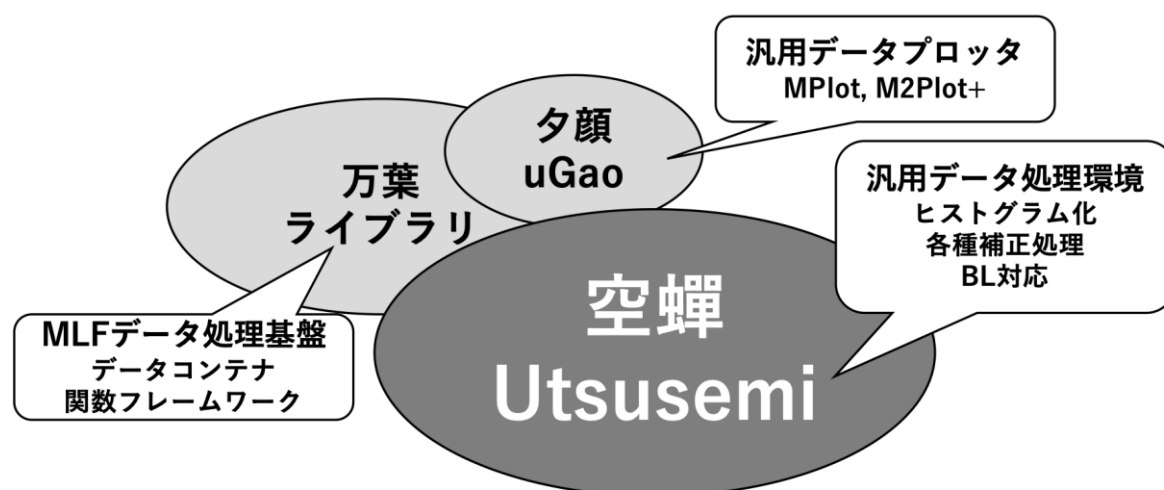 汎用データプロッタ
MPlot, M2Plot+
夕顔
uGao
万葉
ライブラリ
汎用データ処理環境
ヒストグラム化
各種補正処理
BL対応
空蟬
Utsusemi
MLFデータ処理基盤
データコンテナ
関数フレームワーク